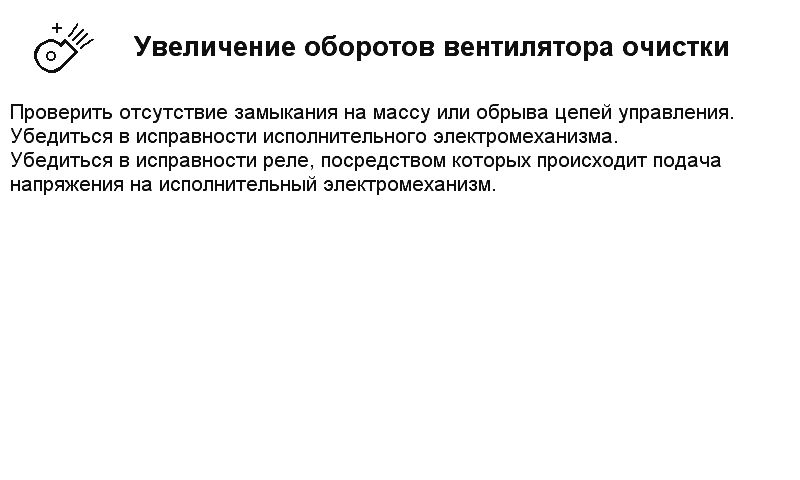 Увеличение оборотов вентилятора очистки
Проверить отсутствие замыкания на массу или обрыва цепей управления.
Убедиться в исправности исполнительного электромеханизма.
Убедиться в исправности реле, посредством которых происходит подача
напряжения на исполнительный электромеханизм.